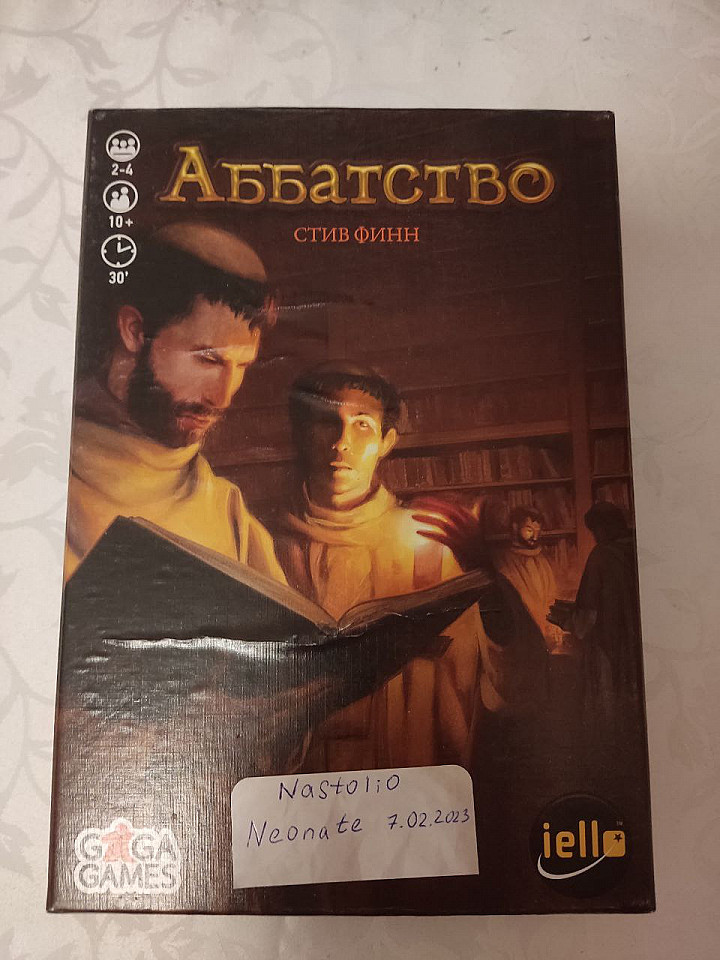 2-4
10+
30'
Аббатство
СТИВ ФИНН
Nastolio
Neonate 7.02.2023
GAGA
GAMES
iello